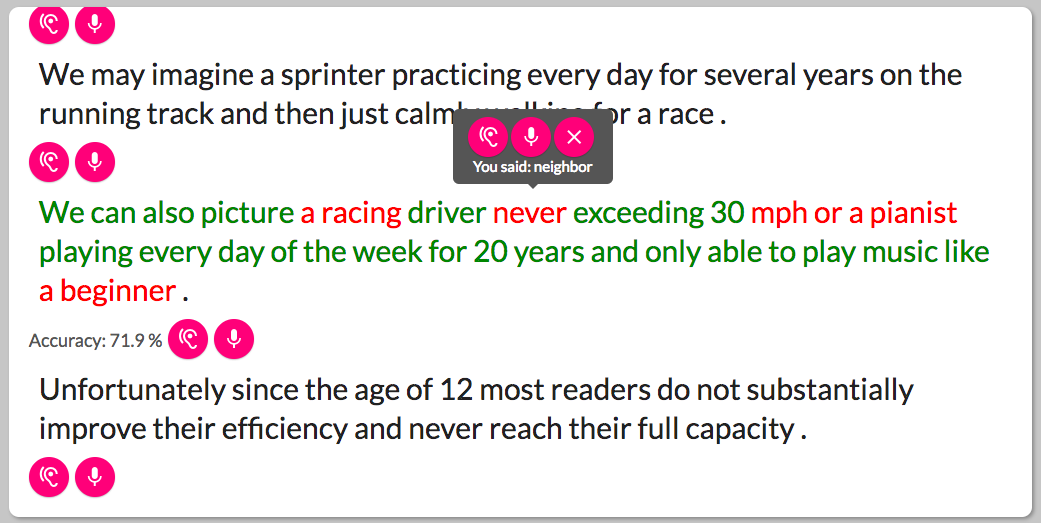 We may imagine a sprinter practicing every day for several years on the
running track and then just calmly walking for a race .
You said: neighbor
We can also picture a racing driver never exceeding 30 mph or a pianist
playing every day of the week for 20 years and only able to play music like
a beginner .
Accuracy: 71.9 %
Unfortunately since the age of 12 most readers do not substantially
improve their efficiency and never reach their full capacity .